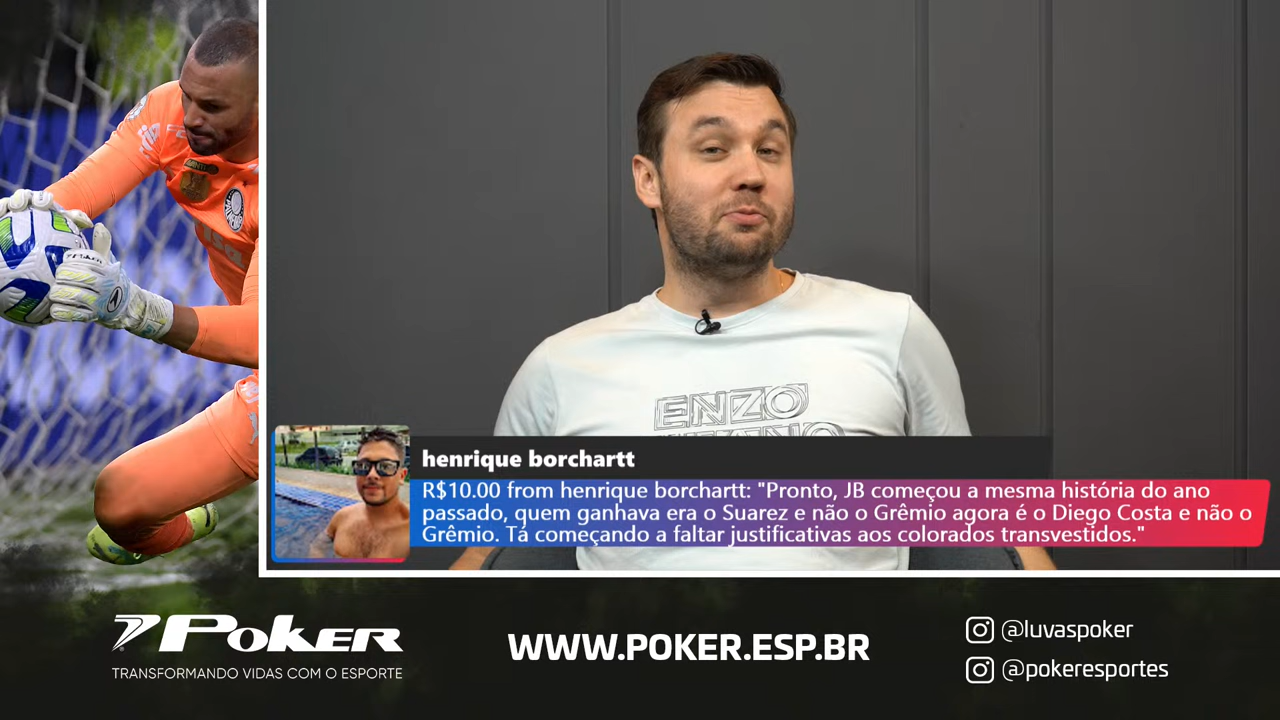 ENZO
henrique borchartt
R$10.00 from henrique borchartt: "Pronto, JB começou a mesma história do ano
passado, quem ganhava era o Suarez e não o Grêmio agora é o Diego Costa e não o
Grêmio. Tá começando a faltar justificativas aos colorados transvestidos."
POKER
TRANSFORMANDO VIDAS COM O ESPORTE
WWW.POKER.ESP.BR
@luvaspoker
@pokeresportes